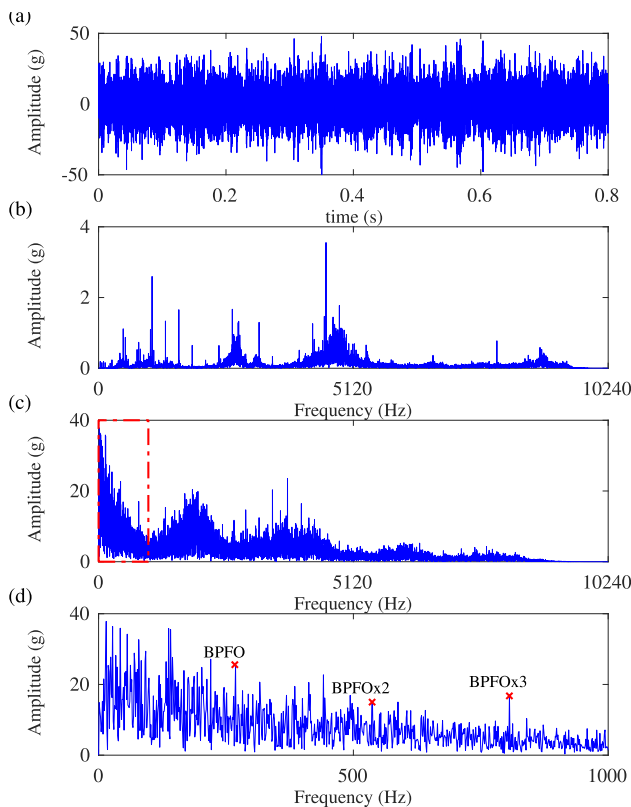 (a)
50
0
-50
Amplitude (g)
0 0.2 0.4 0.6 0.8
time (s)
(b)
4
2
0
Amplitude (g)
0 5120 10240
Frequency (Hz)
(c)
40
20
0
Amplitude (g)
0 5120 10240
Frequency (Hz)
(d)
40
20
0
Amplitude (g)
BPFO
BPFOx2
BPFOx3
0 500 1000
Frequency (Hz)